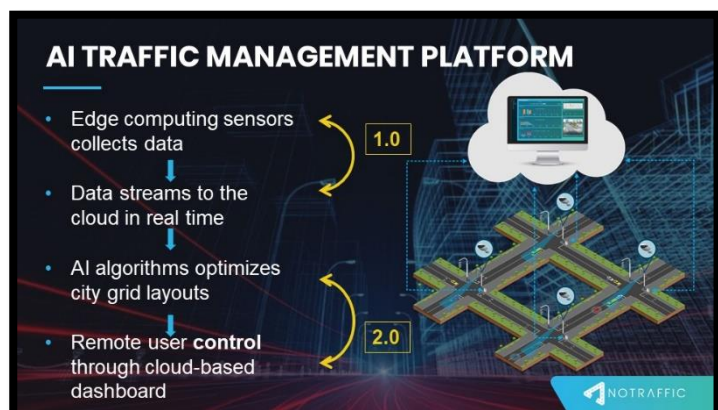 AI TRAFFIC MANAGEMENT PLATFORM
• Edge computing sensors
collects data
1.0
• Data streams to the
cloud in real time
• AI algorithms optimizes
city grid layouts
2.0
• Remote user control
through cloud-based
dashboard
NOTRAFFIC